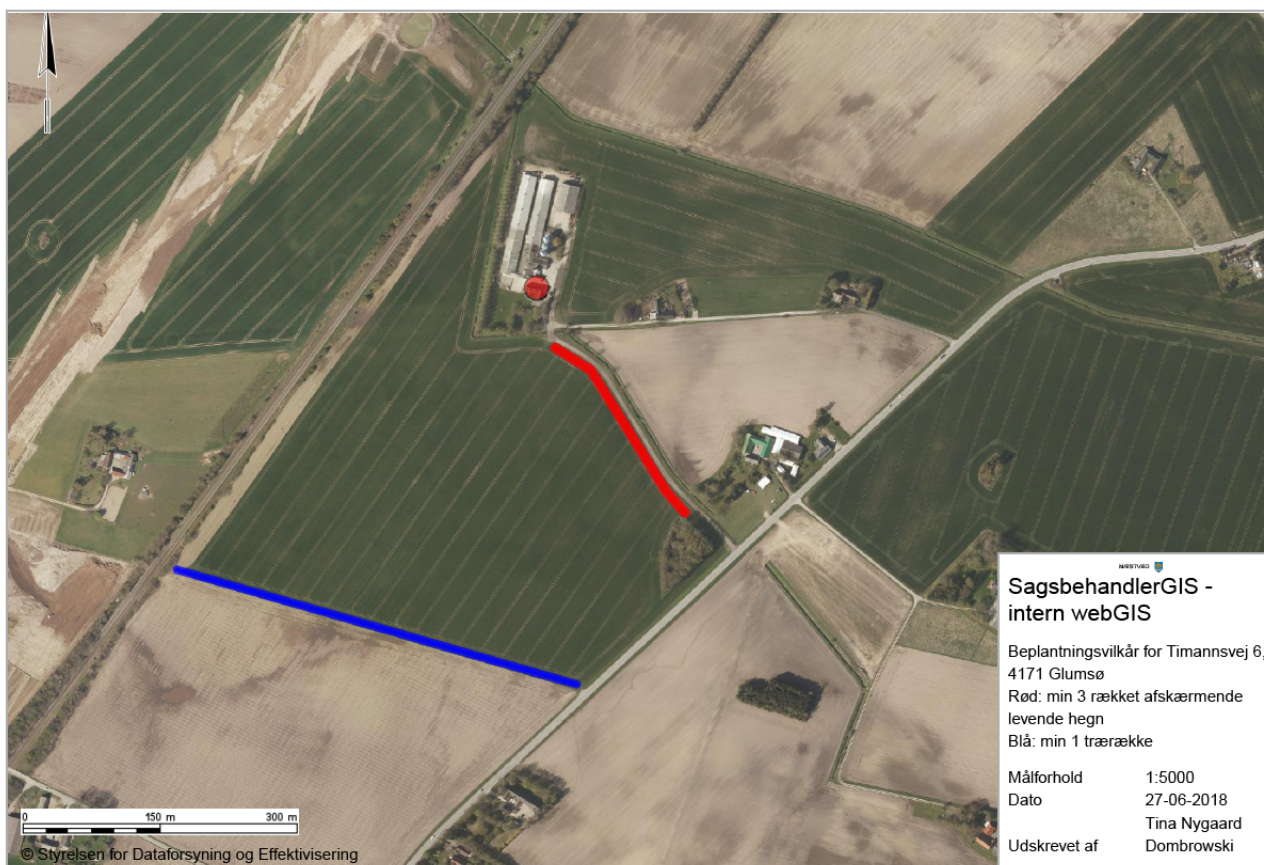 NÆSTVED
SagsbehandlerGIS -
intern webGIS
Beplantningsvilkår for Timannsvej 6,
4171 Glumsø
Rød: min 3 rækket afskærmende
levende hegn
Blå: min 1 trærække
Målforhold 1:5000
Dato 27-06-2018
Tina Nygaard
Udskrevet af Dombrowski
0 150 m 300 m
© Styrelsen for Dataforsyning og Effektivisering